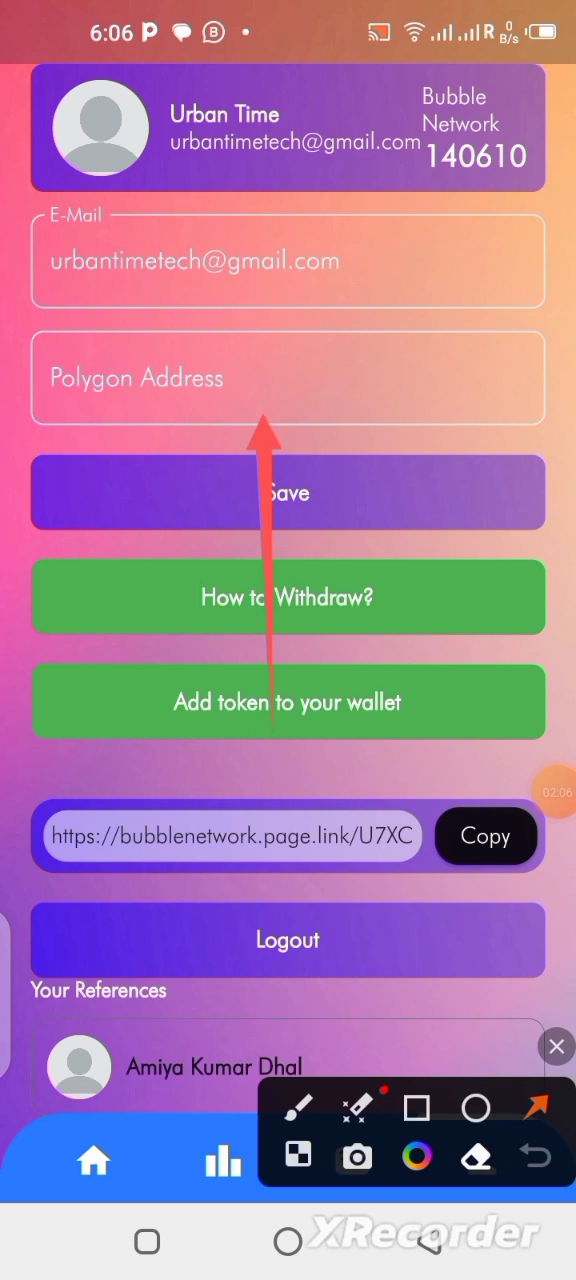 6:06
R 0 B/s
Urban Time
urbantimetech@gmail.com
Bubble
Network
140610
E-Mail
urbantimetech@gmail.com
Polygon Address
Save
How to Withdraw?
Add token to your wallet
02:06
https://bubblenetwork.page.link/U7XC
Copy
Logout
Your References
Amiya Kumar Dhal
XRecorder